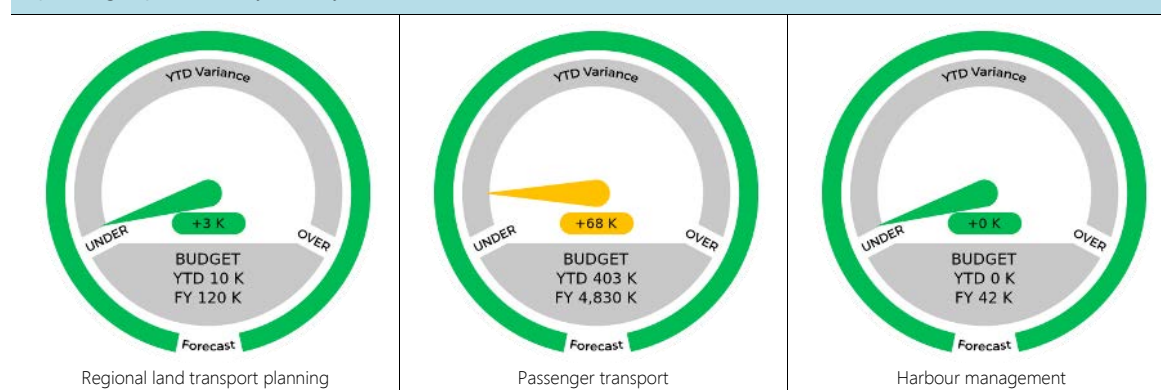 YTD Variance
+3 K
UNDER
OVER
BUDGET
YTD 10 K
FY 120 K
Forecast
Regional land transport planning
YTD Variance
+68 K
UNDER
OVER
BUDGET
YTD 403 K
FY 4,830 K
Forecast
Passenger transport
YTD Variance
+0 K
UNDER
OVER
BUDGET
YTD 0 K
FY 42 K
Forecast
Harbour management